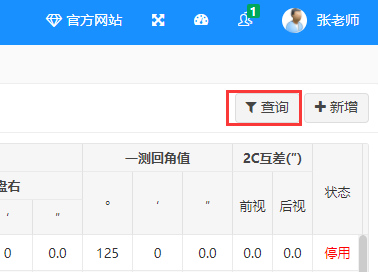 官方网站 1 张老师
查询 新增
一测回角值 2C互差(″) 状态
盘右
′ ″ ° ′ ″ 前视 后视
0 0.0 125 0 0.0 0.0 0.0 停用